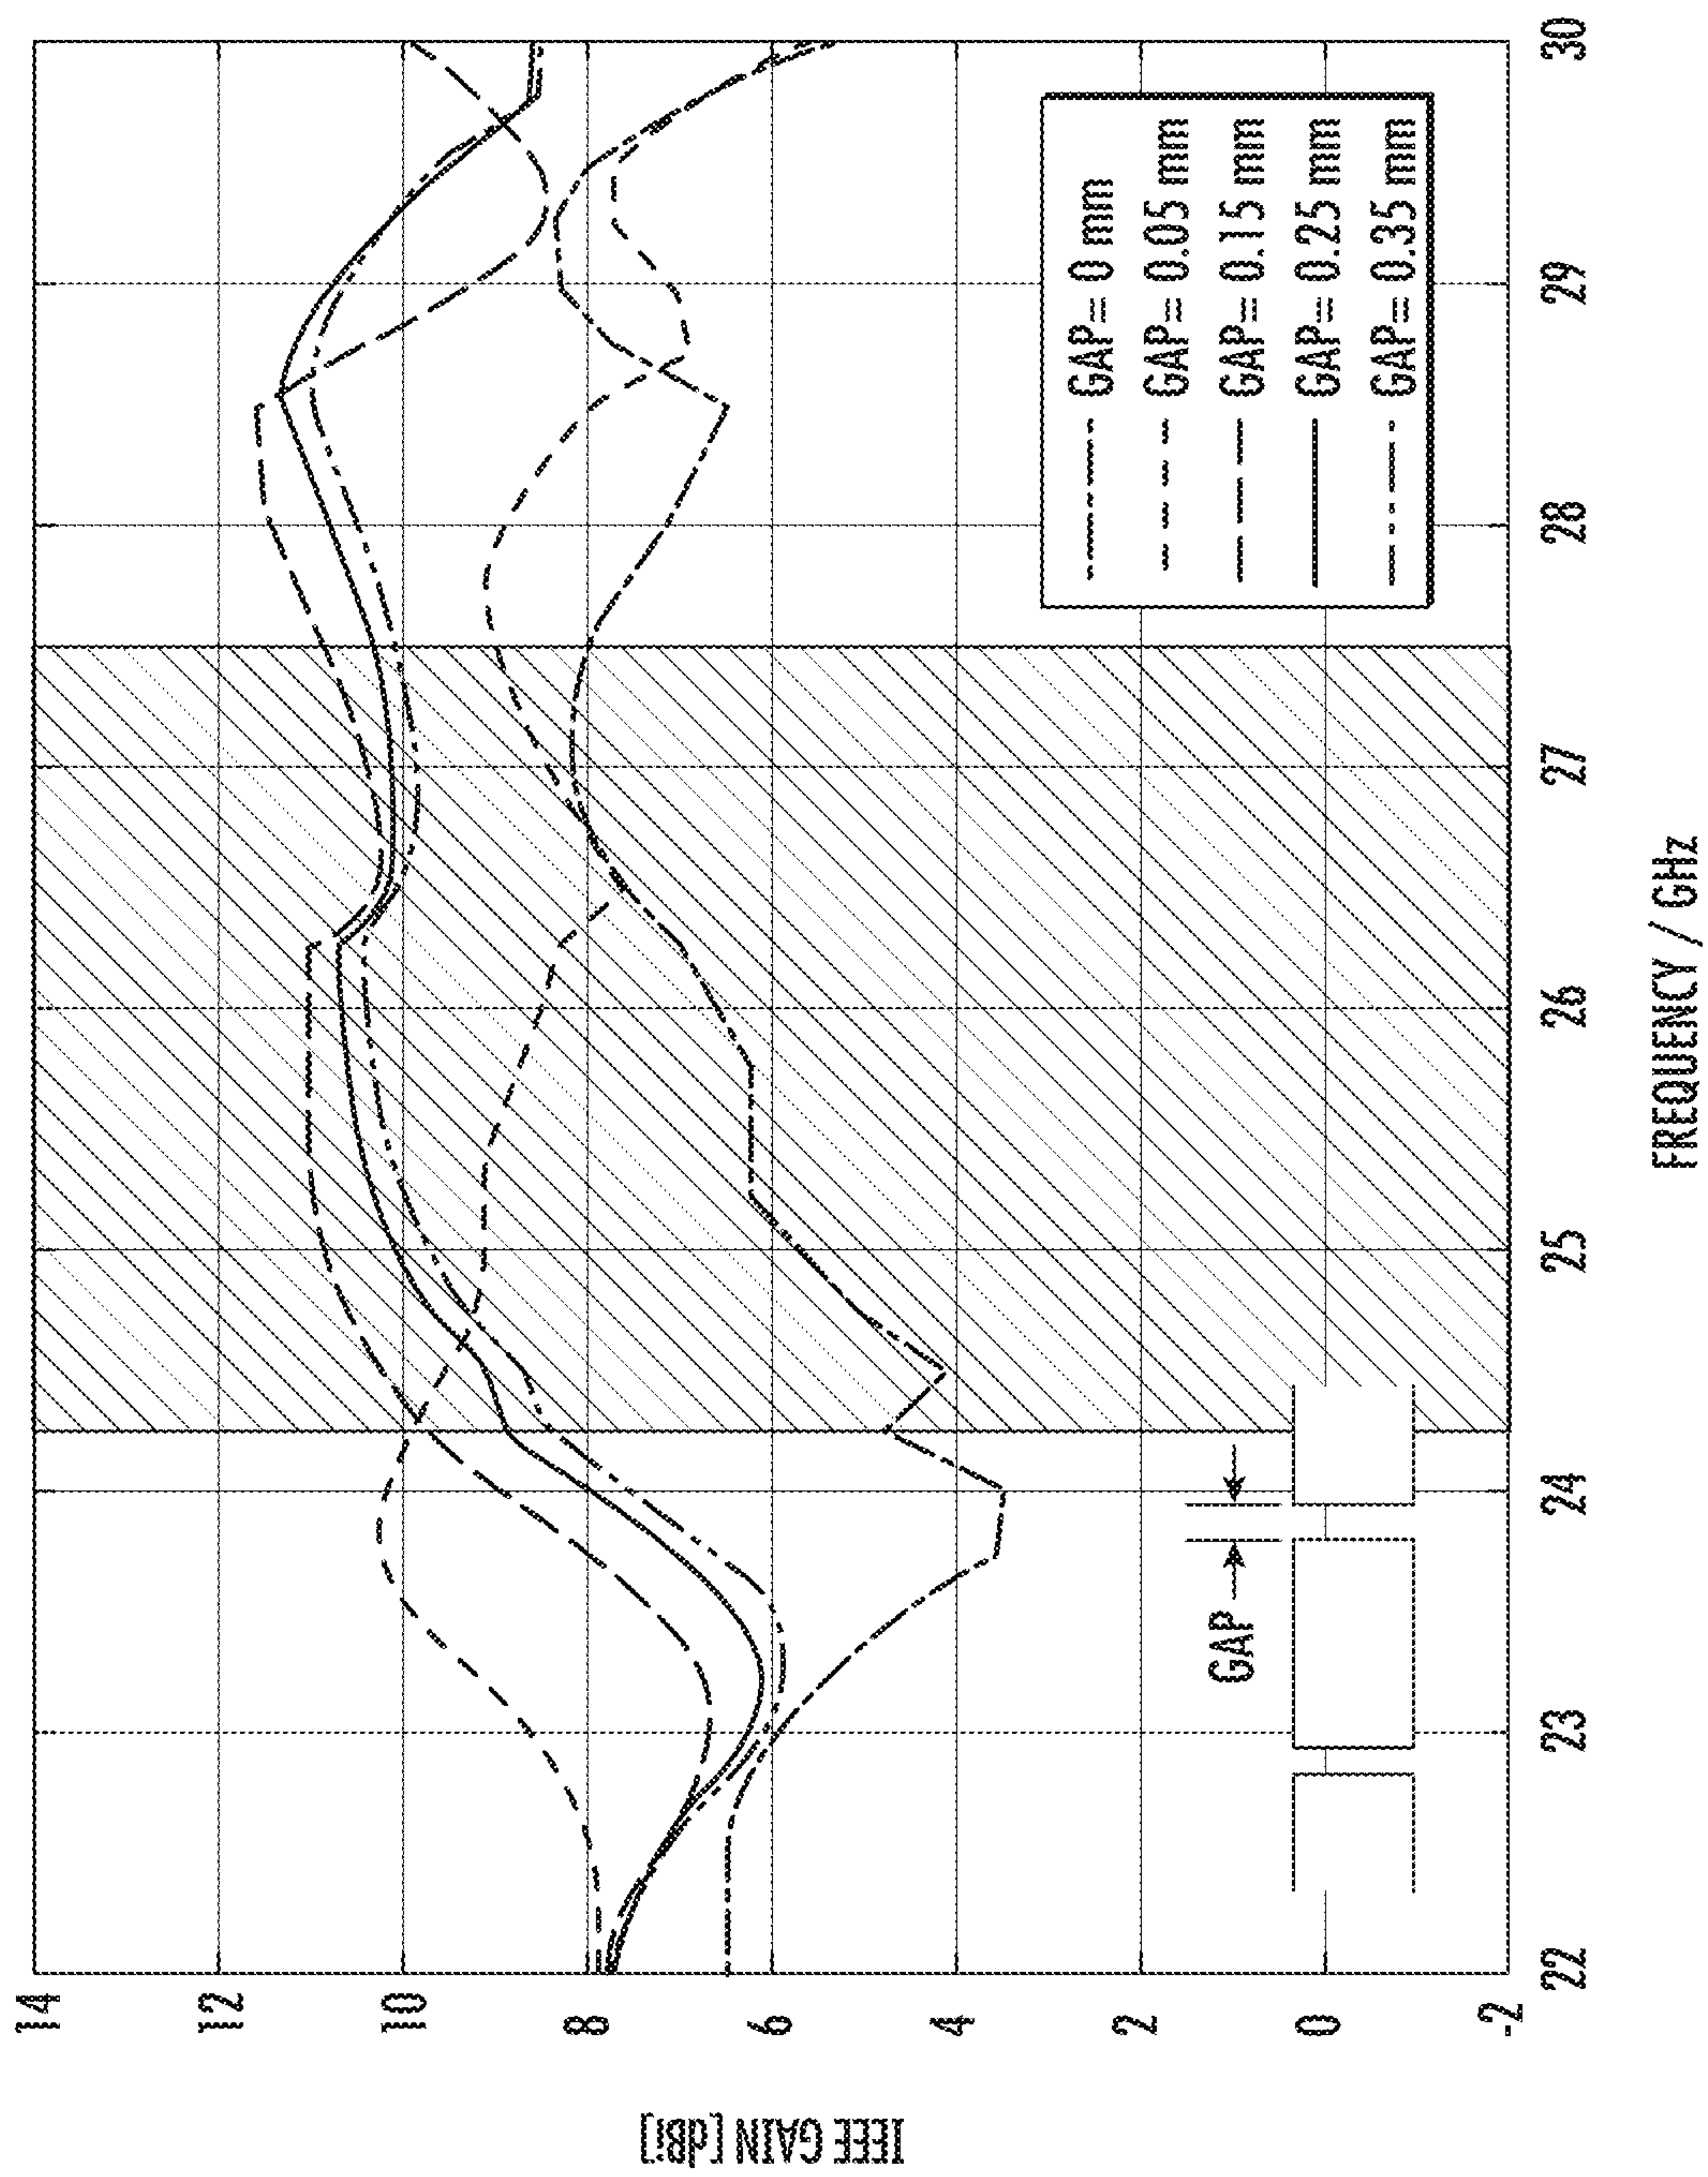 IEEE GAIN [dBi]
14
12
10
8
6
4
2
0
-2
GAP
GAP= 0 mm
GAP= 0.05 mm
GAP= 0.15 mm
GAP= 0.25 mm
GAP= 0.35 mm
22
23
24
25
26
27
28
29
30
FREQUENCY / GHz